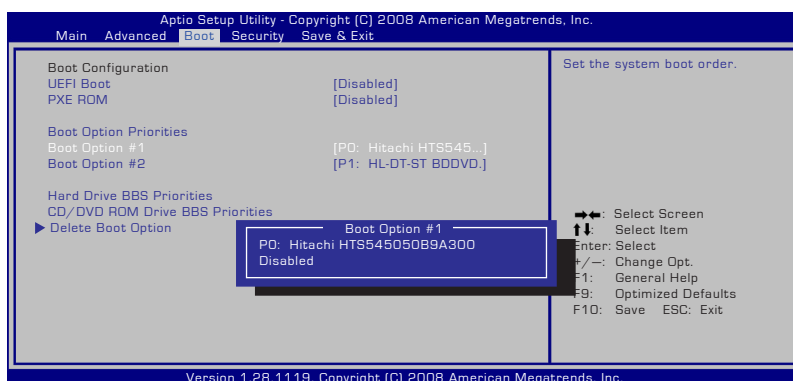 Aptio Setup Utility - Copyright (C) 2008 American Megatrends, Inc.
Main Advanced Boot Security Save & Exit
Boot Configuration
UEFI Boot [Disabled]
PXE ROM [Disabled]
Boot Option Priorities
Boot Option #1 [P0: Hitachi HTS545...]
Boot Option #2 [P1: HL-DT-ST BDDVD.]
Hard Drive BBS Priorities
CD/DVD ROM Drive BBS Priorities
Delete Boot Option
Boot Option #1
P0: Hitachi HTS545050B9A300
Disabled
Set the system boot order.
: Select Screen
: Select Item
Enter: Select
+/—: Change Opt.
F1: General Help
F9: Optimized Defaults
F10: Save ESC: Exit
Version 1.28.1119. Copyright (C) 2008 American Megatrends, Inc.